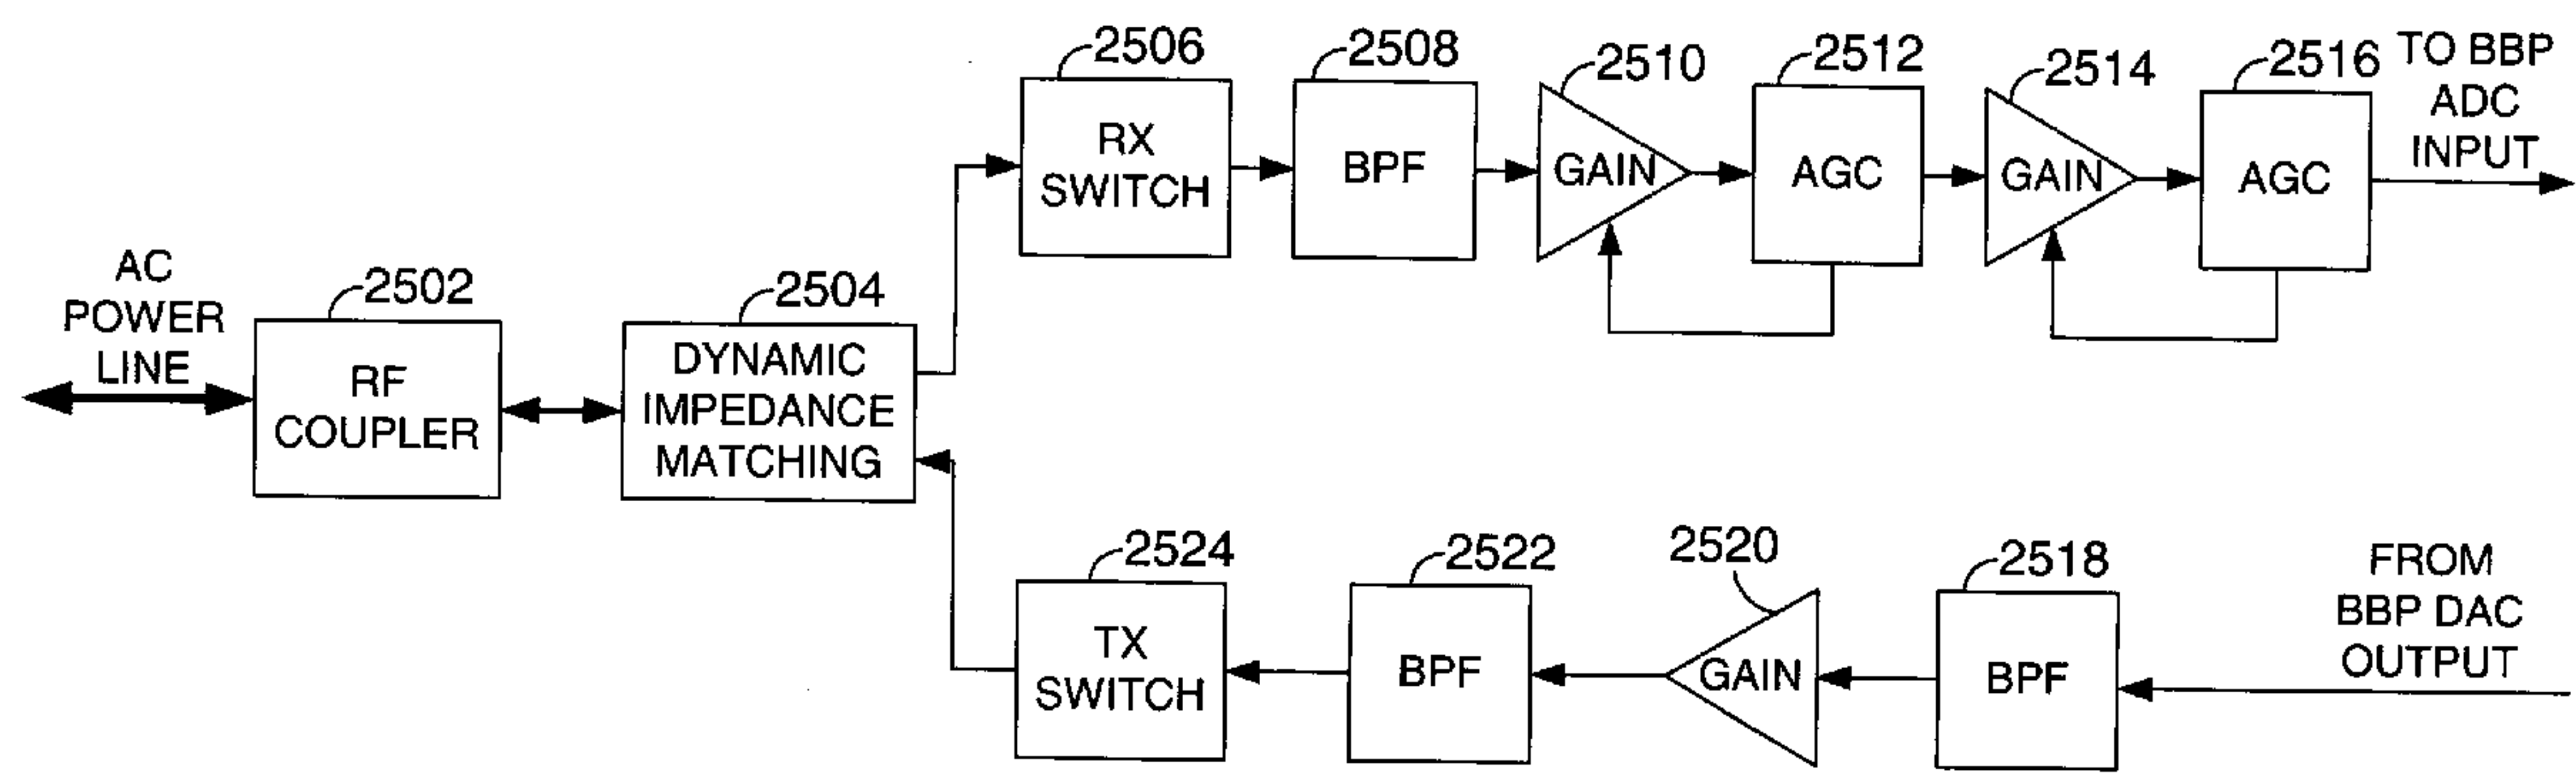 2506
RX
SWITCH
2508
BPF
2510
GAIN
2512
AGC
2514
GAIN
2516
AGC
TO BBP
ADC
INPUT
AC
POWER
LINE
2502
RF
COUPLER
2504
DYNAMIC
IMPEDANCE
MATCHING
2524
TX
SWITCH
2522
BPF
2520
GAIN
2518
BPF
FROM
BBP DAC
OUTPUT